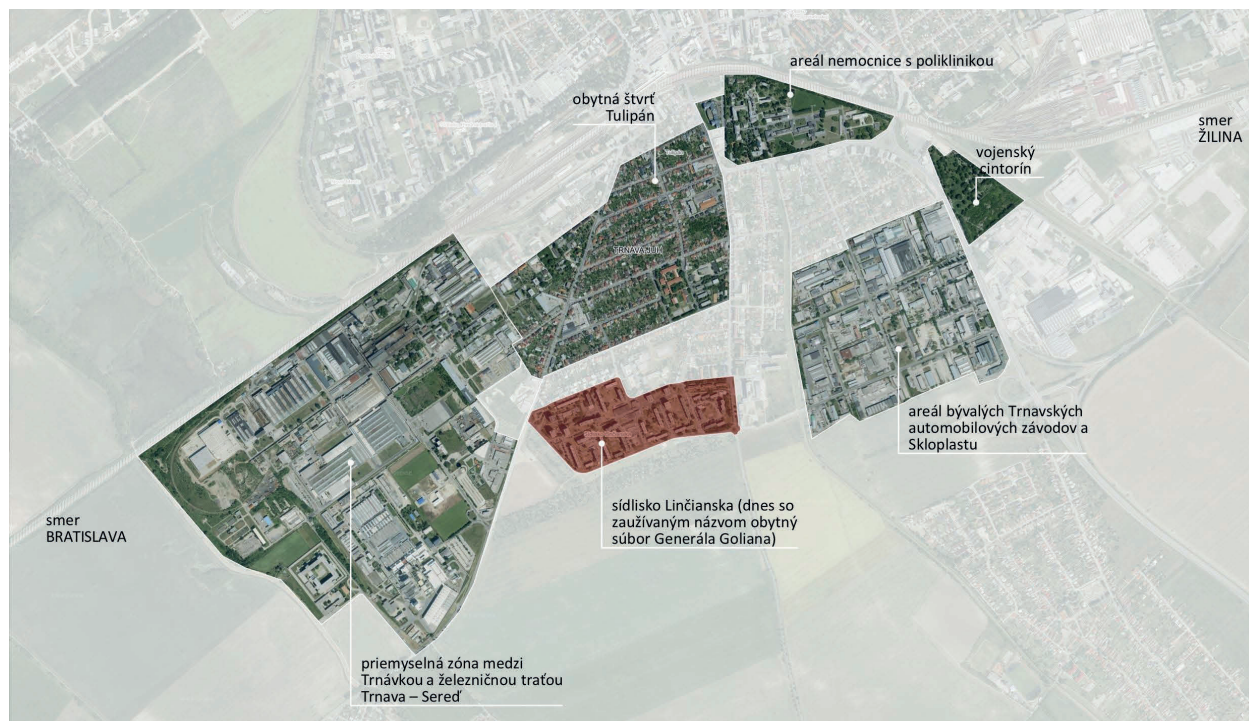 areál nemocnice s poliklinikou
obytná štvrť
Tulipán
smer
ŽILINA
vojenský
cintorín
TRNAVA-JUH
areál bývalých Trnavských
automobilových závodov a
Skloplastu
sídlisko Linčianska (dnes so
zaužívaným názvom obytný
súbor Generála Goliana)
smer
BRATISLAVA
priemyselná zóna medzi
Trnávkou a železničnou traťou
Trnava – Sereď